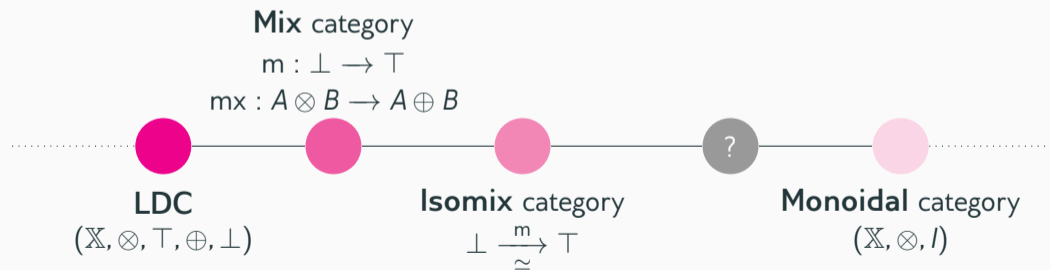 Mix category
m : ⊥ ⟶ ⊤
mx : A ⊗ B ⟶ A ⊕ B
?
LDC
(𝕏, ⊗, ⊤, ⊕, ⊥)
Isomix category
⊥ —m→ ⊤
≃
Monoidal category
(𝕏, ⊗, I)